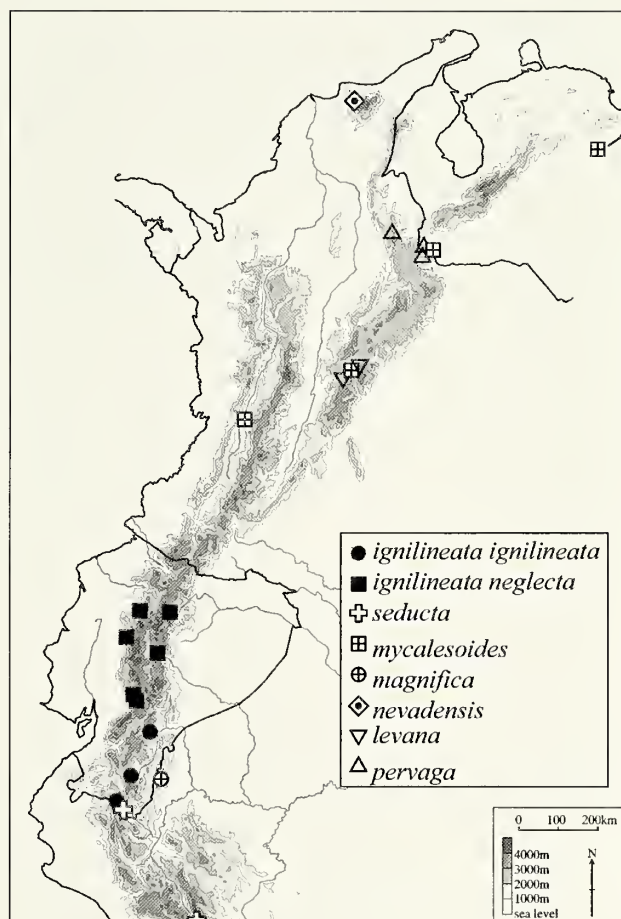 ignilineata ignilineata
ignilineata neglecta
seducta
mycalesoides
magnifica
nevadensis
levana
pervaga
0 100 200km
4000m
3000m
2000m
1000m
sea level
N